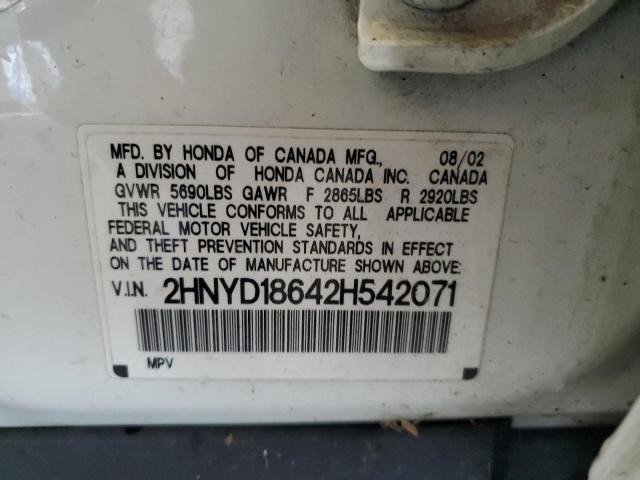 MFD. BY HONDA OF CANADA MFG., 08/02
A DIVISION OF HONDA CANADA INC. CANADA
GVWR 5690LBS GAWR F 2865LBS R 2920LBS
THIS VEHICLE CONFORMS TO ALL APPLICABLE
FEDERAL MOTOR VEHICLE SAFETY,
AND THEFT PREVENTION STANDARDS IN EFFECT
ON THE DATE OF MANUFACTURE SHOWN ABOVE:
V.I.N. 2HNYD18642H542071
MPV